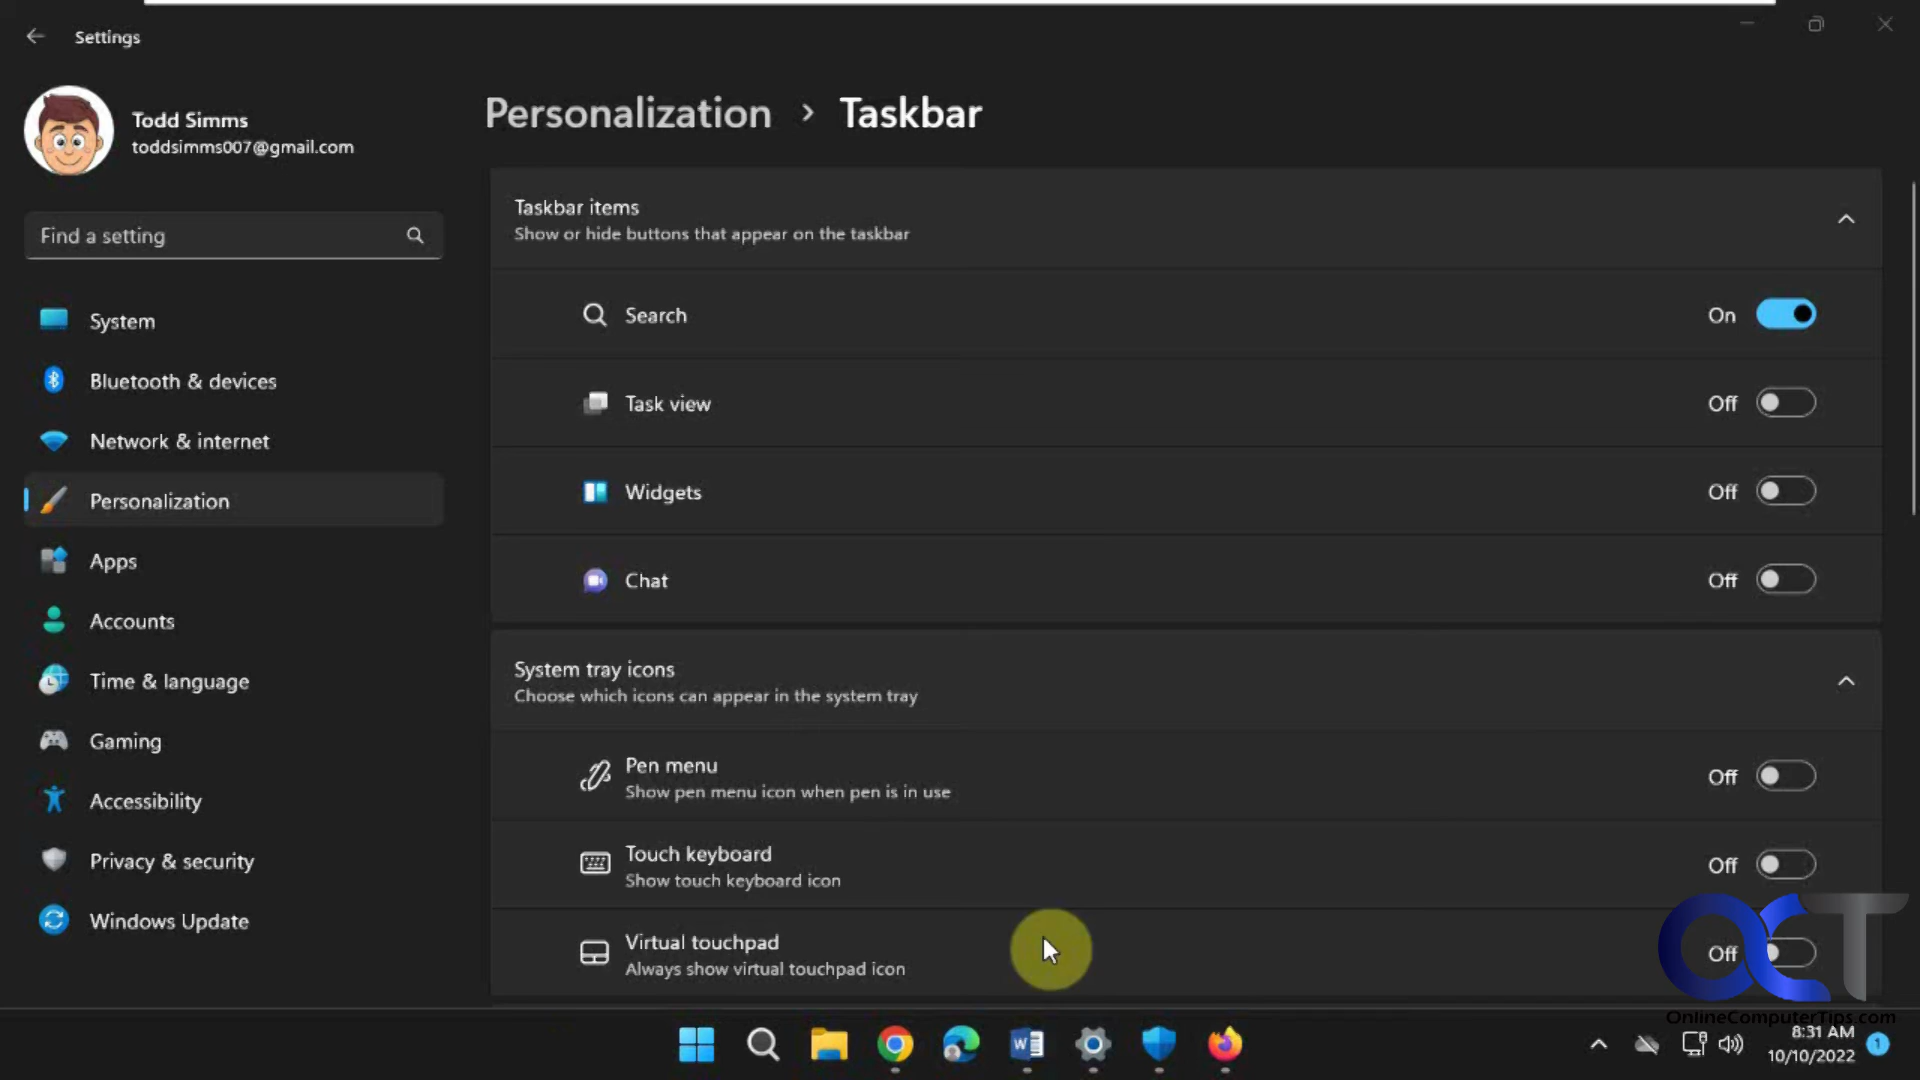 Settings
Todd Simms
toddsimms007@gmail.com
Find a setting
System
Bluetooth & devices
Network & internet
Personalization
Apps
Accounts
Time & language
Gaming
Accessibility
Privacy & security
Windows Update
Personalization > Taskbar
Taskbar items
Show or hide buttons that appear on the taskbar
Search On
Task view Off
Widgets Off
Chat Off
System tray icons
Choose which icons can appear in the system tray
Pen menu
Show pen menu icon when pen is in use
Off
Touch keyboard
Show touch keyboard icon
Off
Virtual touchpad
Always show virtual touchpad icon
Off
OCT
OnlineComputerTips.com
W
8:31 AM
10/10/2022
1